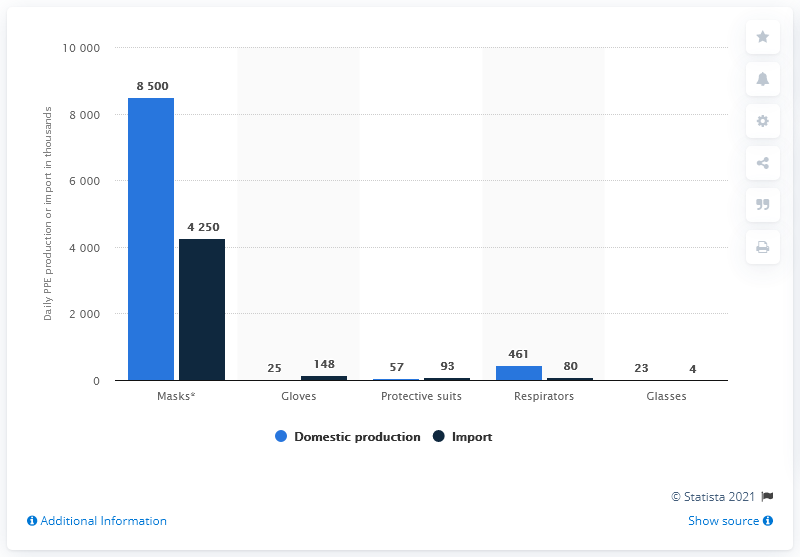 10 000
8 000
6 000
4 000
2 000
0
Daily PPE production or import in thousands
8 500
4 250
25
148
57
93
461
80
23
4
Masks*
Gloves
Protective suits
Respirators
Glasses
Domestic production
Import
© Statista 2021
Additional Information
Show source